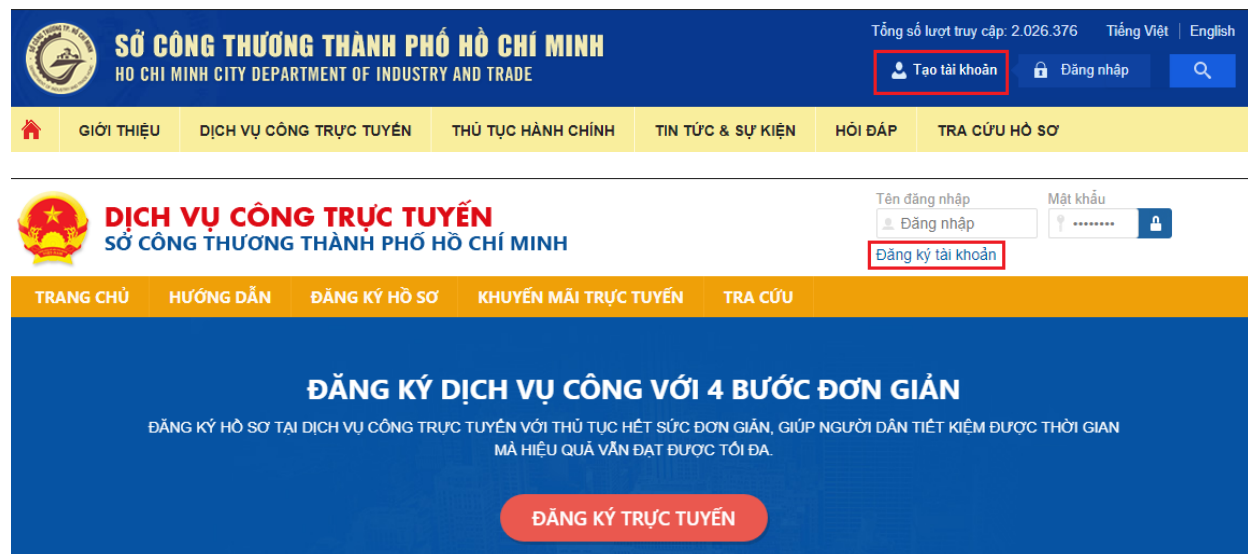 SỞ CÔNG THƯƠNG THÀNH PHỐ HỒ CHÍ MINH
HO CHI MINH CITY DEPARTMENT OF INDUSTRY AND TRADE
Tổng số lượt truy cập: 2.026.376 Tiếng Việt | English
Tạo tài khoản Đăng nhập
GIỚI THIỆU DỊCH VỤ CÔNG TRỰC TUYẾN THỦ TỤC HÀNH CHÍNH TIN TỨC & SỰ KIỆN HỎI ĐÁP TRA CỨU HỒ SƠ
DỊCH VỤ CÔNG TRỰC TUYẾN
SỞ CÔNG THƯƠNG THÀNH PHỐ HỒ CHÍ MINH
Tên đăng nhập Mật khẩu
Đăng nhập ••••••••
Đăng ký tài khoản
TRANG CHỦ HƯỚNG DẪN ĐĂNG KÝ HỒ SƠ KHUYẾN MÃI TRỰC TUYẾN TRA CỨU
ĐĂNG KÝ DỊCH VỤ CÔNG VỚI 4 BƯỚC ĐƠN GIẢN
ĐĂNG KÝ HỒ SƠ TẠI DỊCH VỤ CÔNG TRỰC TUYẾN VỚI THỦ TỤC HẾT SỨC ĐƠN GIẢN, GIÚP NGƯỜI DÂN TIẾT KIỆM ĐƯỢC THỜI GIAN
MÀ HIỆU QUẢ VẪN ĐẠT ĐƯỢC TỐI ĐA.
ĐĂNG KÝ TRỰC TUYẾN